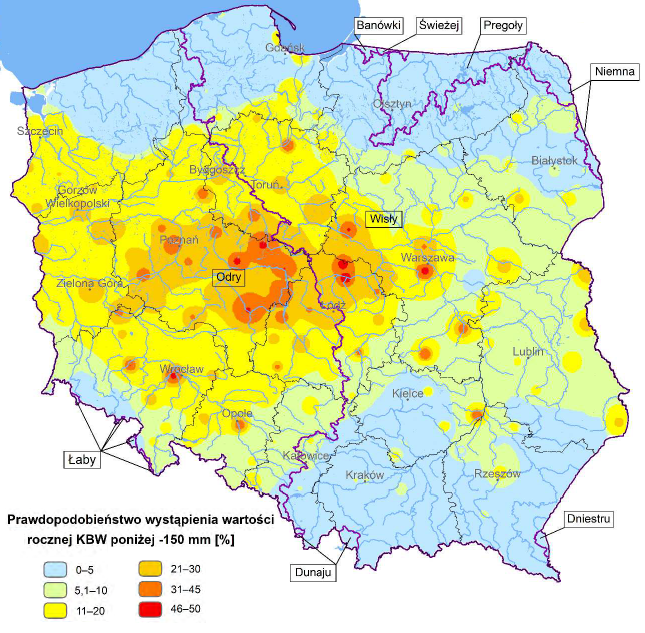 Banówki
Świeżej
Pregoły
Gdańsk
Niemna
Olsztyn
Szczecin
Białystok
Bydgoszcz
Toruń
Gorzów
Wielkopolski
Wisły
Poznań
Warszawa
Odry
Zielona Góra
Łódź
Lublin
Wrocław
Kielce
Opole
Łaby
Katowice
Kraków
Rzeszów
Dniestru
Dunaju
Prawdopodobieństwo wystąpienia wartości
rocznej KBW poniżej -150 mm [%]
0–5
21–30
5,1–10
31–45
11–20
46–50